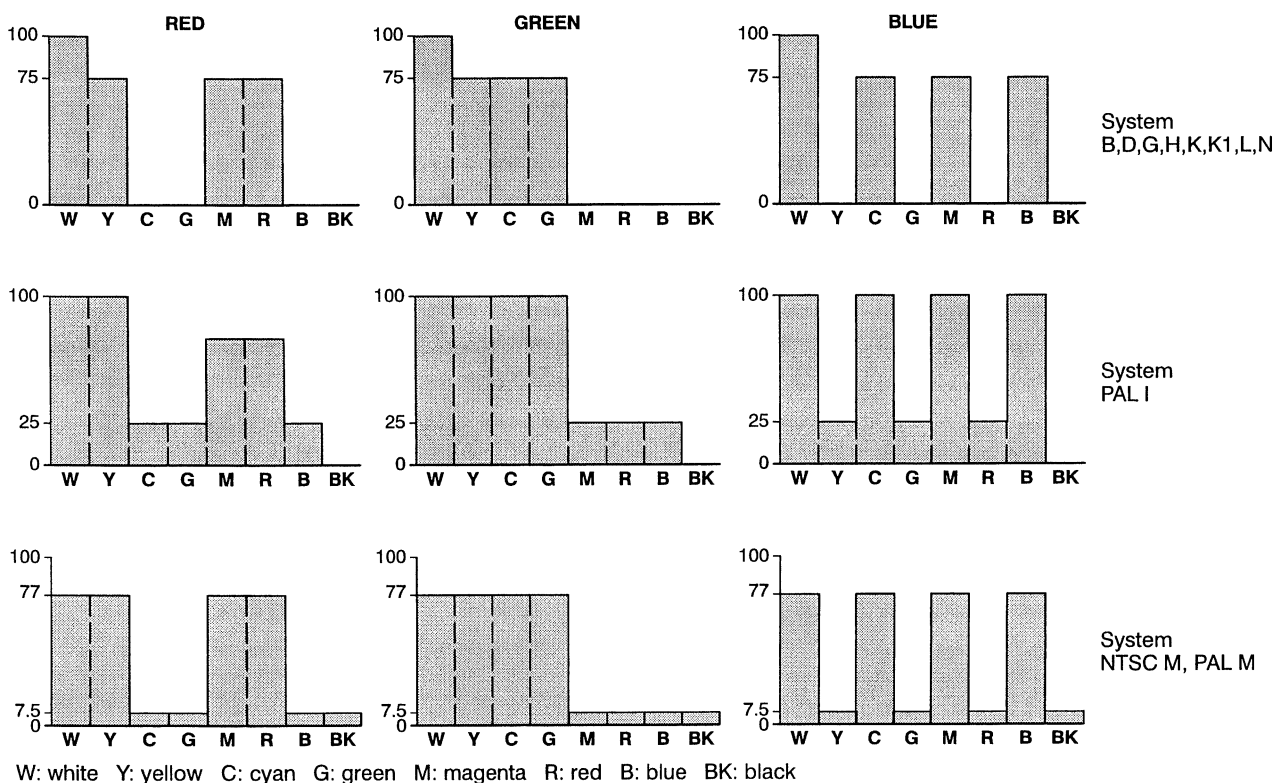 RED GREEN BLUE
100 100 100
75 75 75
0 0 0
W Y C G M R B BK W Y C G M R B BK W Y C G M R B BK
System
B,D,G,H,K,K1,L,N
100 100 100
25 25 25
0 0 0
W Y C G M R B BK W Y C G M R B BK W Y C G M R B BK
System
PAL I
100 100 100
77 77 77
7.5 7.5 7.5
0 0 0
W Y C G M R B BK W Y C G M R B BK W Y C G M R B BK
System
NTSC M, PAL M
W: white Y: yellow C: cyan G: green M: magenta R: red B: blue BK: black